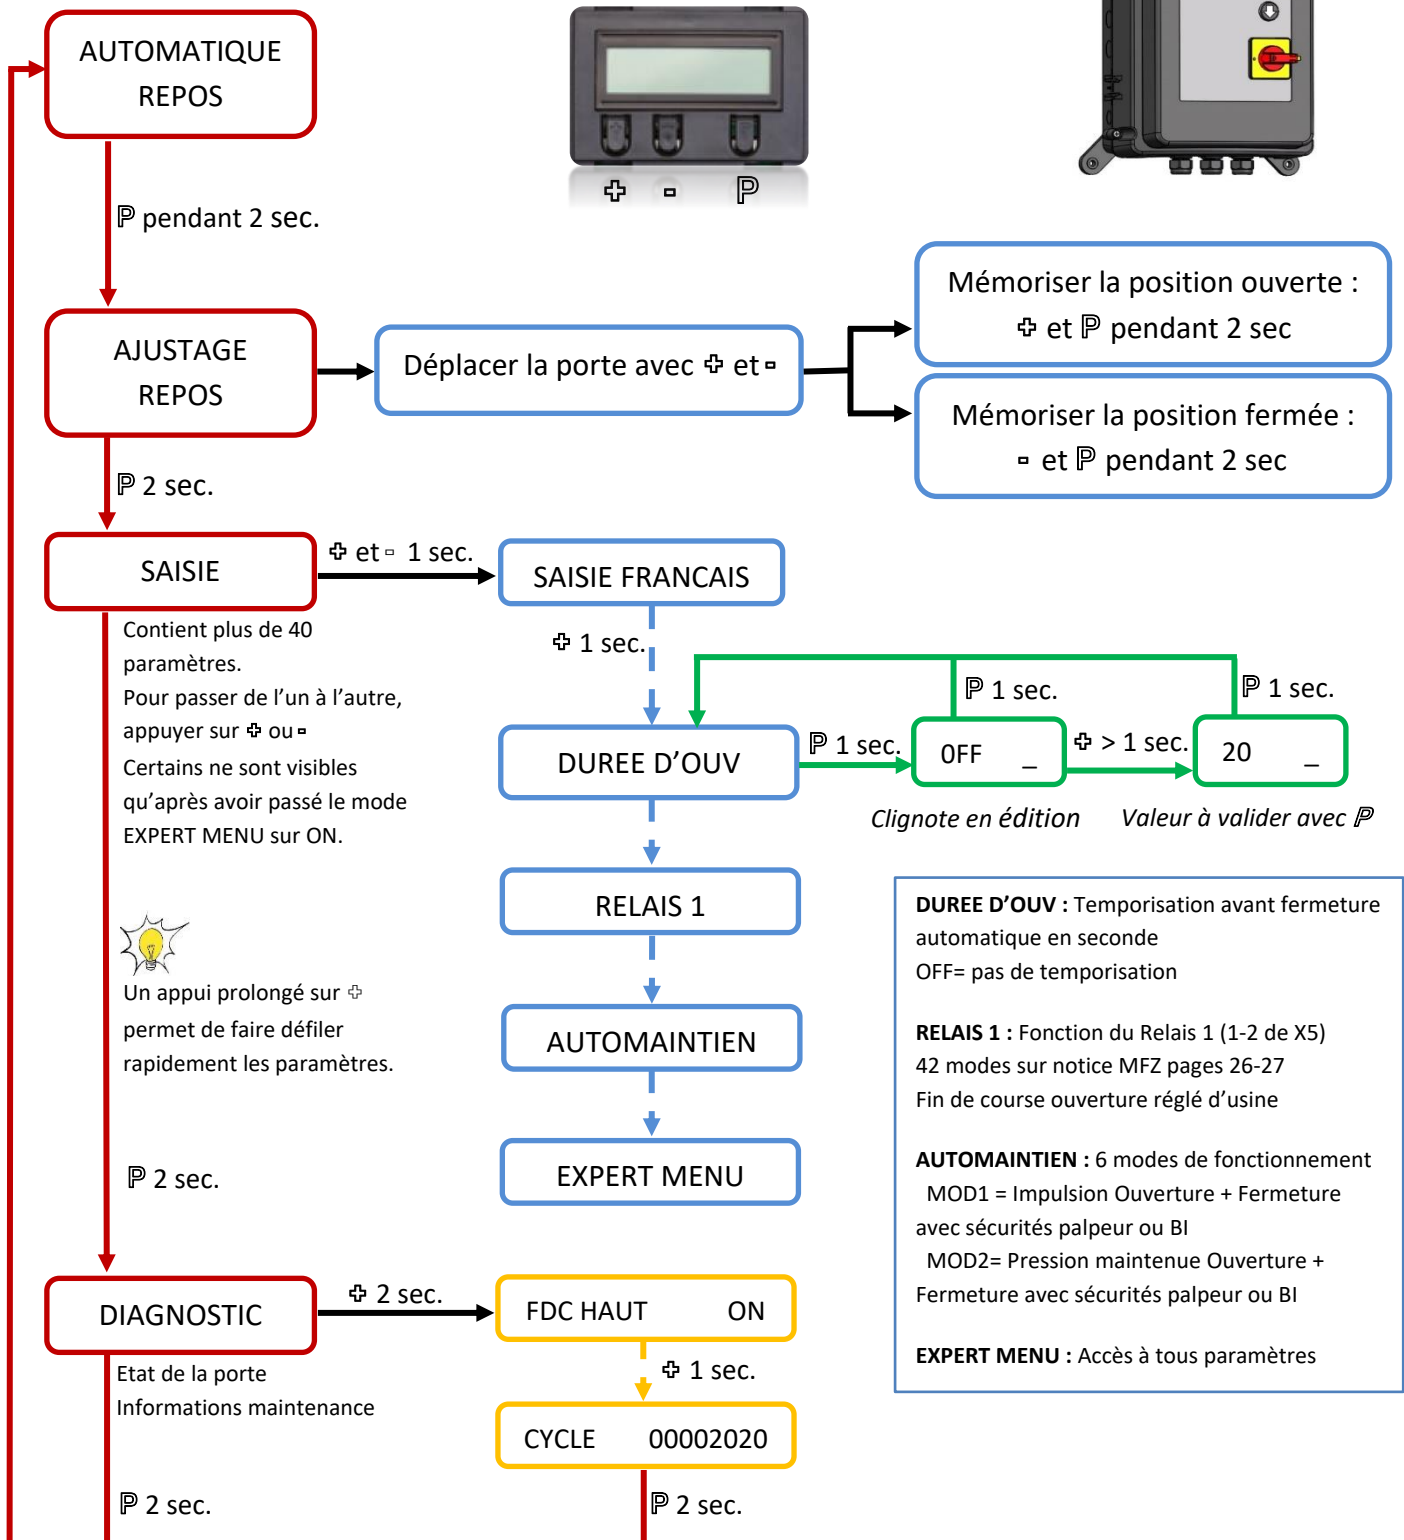 AUTOMATIQUE
REPOS
+ - P
P pendant 2 sec.
AJUSTAGE
REPOS
Déplacer la porte avec + et -
Mémoriser la position ouverte :
+ et P pendant 2 sec
Mémoriser la position fermée :
- et P pendant 2 sec
P 2 sec.
SAISIE
+ et - 1 sec.
SAISIE FRANCAIS
Contient plus de 40
paramètres.
Pour passer de l’un à l’autre,
appuyer sur + ou -
Certains ne sont visibles
qu’après avoir passé le mode
EXPERT MENU sur ON.
+ 1 sec.
DUREE D’OUV
P 1 sec.
0FF _
P 1 sec.
+ > 1 sec.
20 _
P 1 sec.
Clignote en édition
Valeur à valider avec P
RELAIS 1
AUTOMAINTIEN
EXPERT MENU
Un appui prolongé sur +
permet de faire défiler
rapidement les paramètres.
P 2 sec.
DUREE D’OUV : Temporisation avant fermeture
automatique en seconde
OFF= pas de temporisation
RELAIS 1 : Fonction du Relais 1 (1-2 de X5)
42 modes sur notice MFZ pages 26-27
Fin de course ouverture réglé d’usine
AUTOMAINTIEN : 6 modes de fonctionnement
MOD1 = Impulsion Ouverture + Fermeture
avec sécurités palpeur ou BI
MOD2= Pression maintenue Ouverture +
Fermeture avec sécurités palpeur ou BI
EXPERT MENU : Accès à tous paramètres
DIAGNOSTIC
+ 2 sec.
FDC HAUT ON
Etat de la porte
Informations maintenance
+ 1 sec.
CYCLE 00002020
P 2 sec.
P 2 sec.